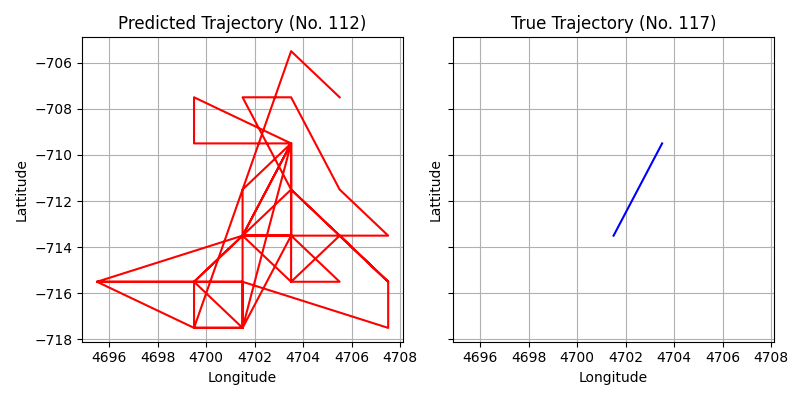 Predicted Trajectory (No. 112)
True Trajectory (No. 117)
−706
−708
−710
−712
−714
−716
−718
Lattitude
Lattitude
4696 4698 4700 4702 4704 4706 4708
4696 4698 4700 4702 4704 4706 4708
Longitude
Longitude